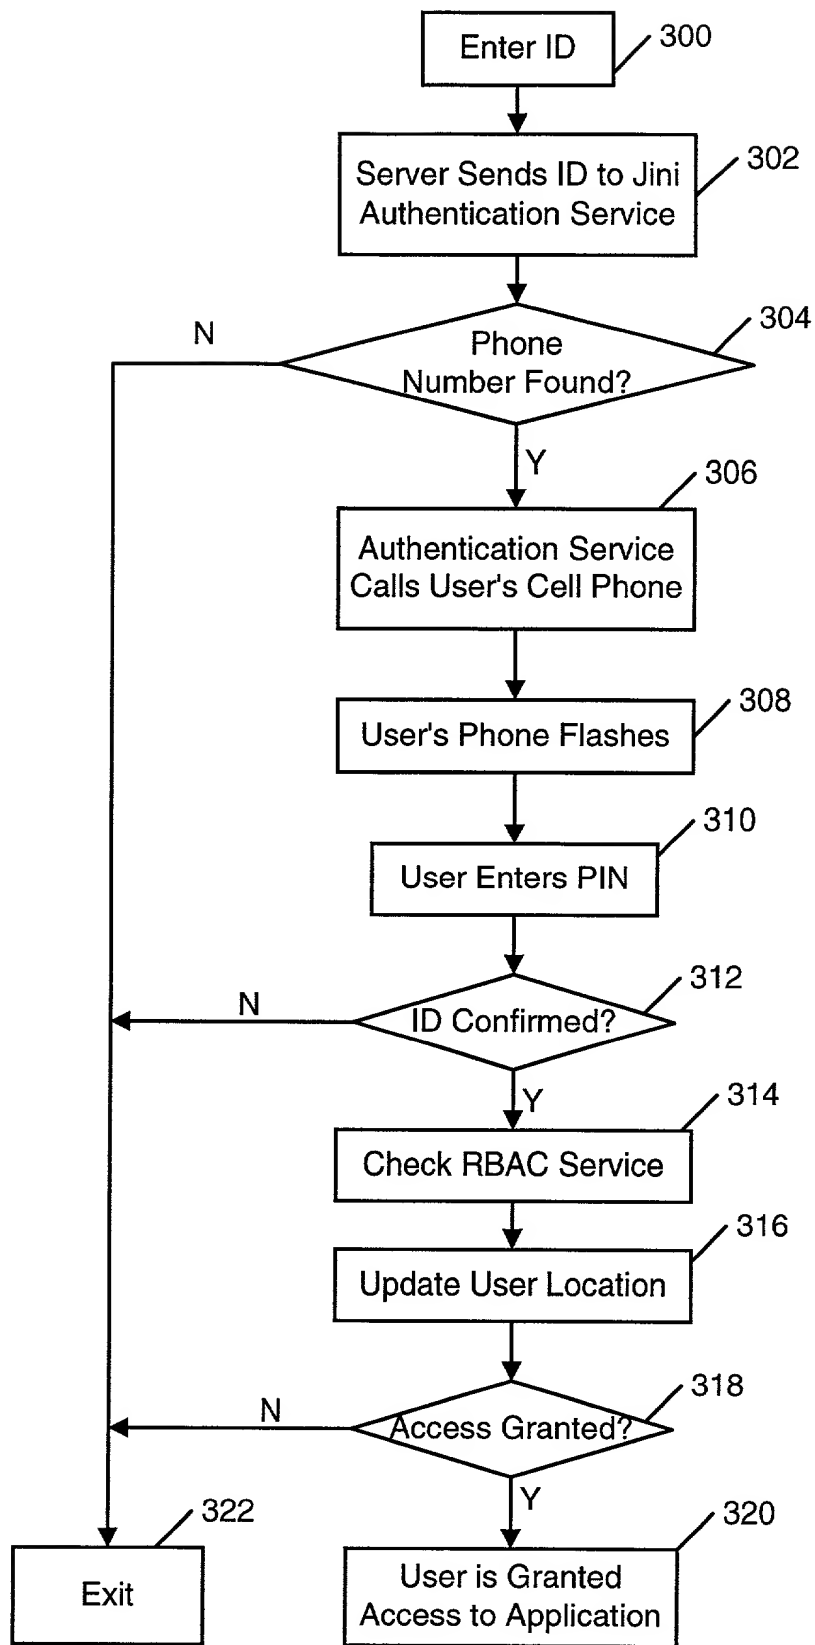 Enter ID
300
Server Sends ID to Jini
Authentication Service
302
Phone
Number Found?
304
N
Y
306
Authentication Service
Calls User's Cell Phone
308
User's Phone Flashes
310
User Enters PIN
312
ID Confirmed?
N
Y
314
Check RBAC Service
316
Update User Location
318
Access Granted?
N
Y
322
Exit
320
User is Granted
Access to Application